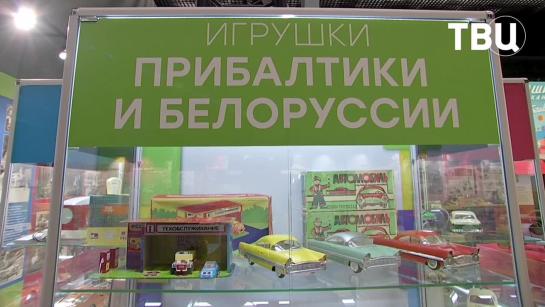 ИГРУШКИ
ТВЦ
ПРИБАЛТИКИ
И БЕЛОРУССИИ
АВТОМОБИЛЬ
АВТОМОБИЛЬ
ТЕХОБСЛУЖИВАНИЕ